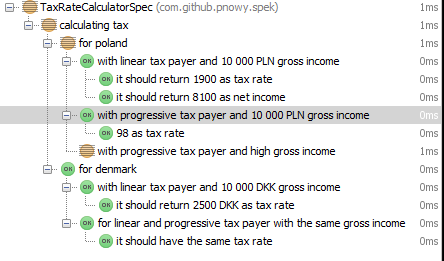 TaxRateCalculatorSpec (com.github.pnowy.spek) 1ms
calculating tax 1ms
for poland 1ms
OK with linear tax payer and 10 000 PLN gross income 0ms
OK it should return 1900 as tax rate 0ms
OK it should return 8100 as net income 0ms
OK with progressive tax payer and 10 000 PLN gross income 0ms
OK 98 as tax rate 0ms
with progressive tax payer and high gross income 1ms
OK for denmark 0ms
OK with linear tax payer and 10 000 DKK gross income 0ms
OK it should return 2500 DKK as tax rate 0ms
OK for linear and progressive tax payer with the same gross income 0ms
OK it should have the same tax rate 0ms